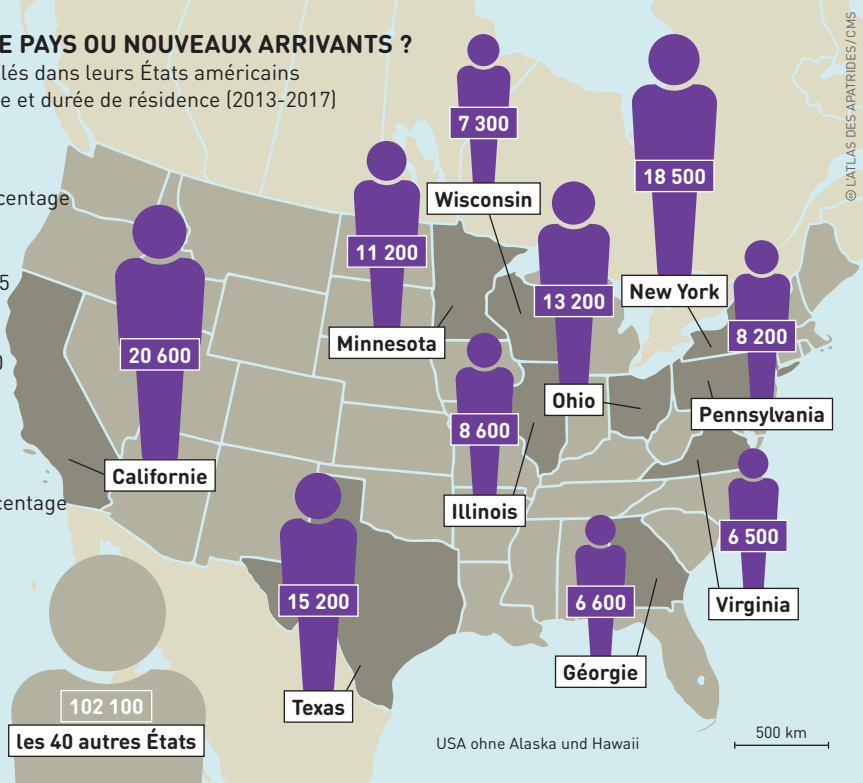 E PAYS OU NOUVEAUX ARRIVANTS ?
lés dans leurs États américains
e et durée de résidence (2013-2017)
centage
5
0
centage
7 300
Wisconsin
18 500
New York
11 200
Minnesota
13 200
Ohio
8 200
Pennsylvania
20 600
Californie
8 600
Illinois
6 500
Virginia
15 200
Texas
6 600
Géorgie
102 100
les 40 autres États
USA ohne Alaska und Hawaii
500 km
© L'ATLAS DES APATRIDES/CMS